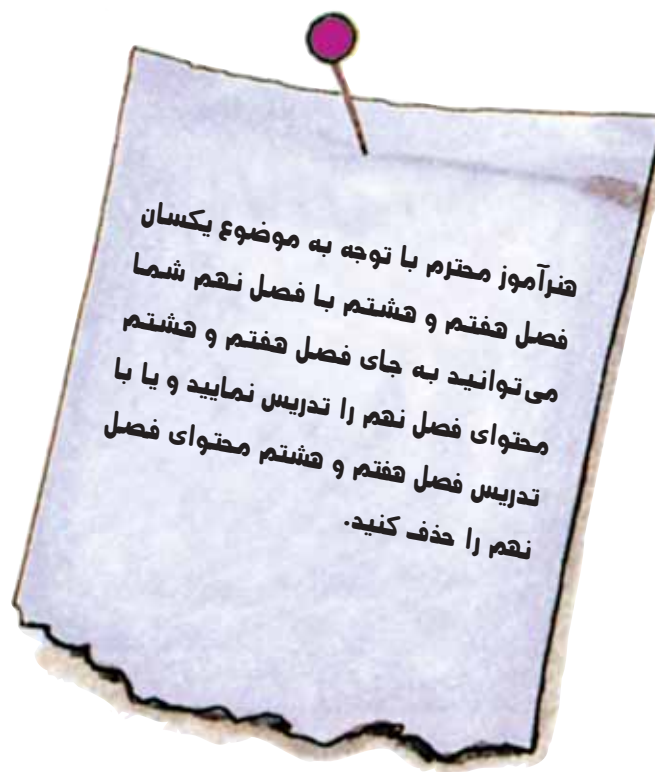 هنرآموز محترم با توجه به موضوع یکسان
فصل هفتم و هشتم با فصل نهم شما
می‌توانید به جای فصل هفتم و هشتم
محتوای فصل نهم را تدریس نمایید و یا با
تدریس فصل هفتم و هشتم محتوای فصل
نهم را حذف کنید.